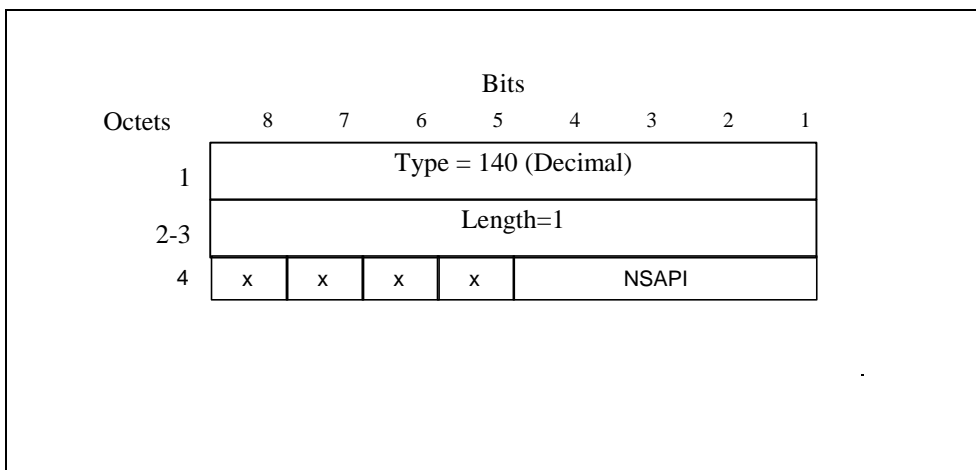 Bits
Octets 8 7 6 5 4 3 2 1
1 Type = 140 (Decimal)
2-3 Length=1
4 x x x x NSAPI
.